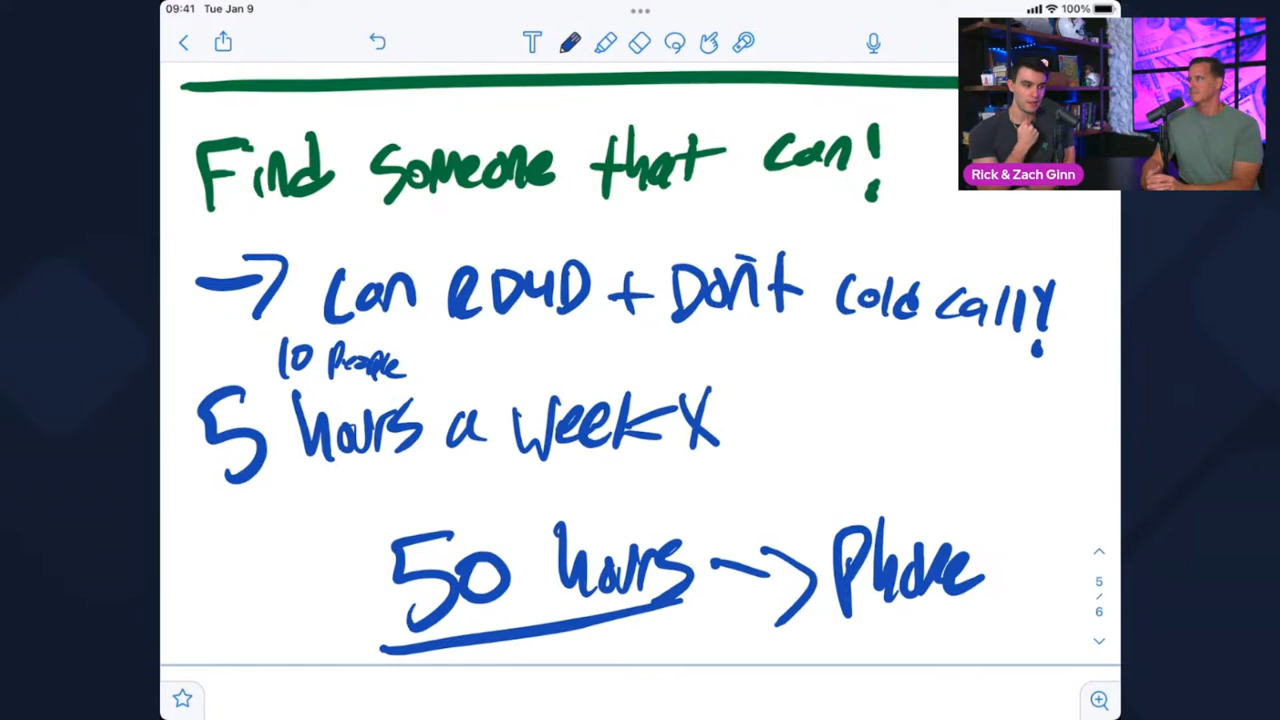 09:41 Tue Jan 9
100%
Rick & Zach Ginn
Find someone that can!
→ Can RD4D + Don't cold call!
10 People
5 hours a week X
50 hours → Phone
5
/
6